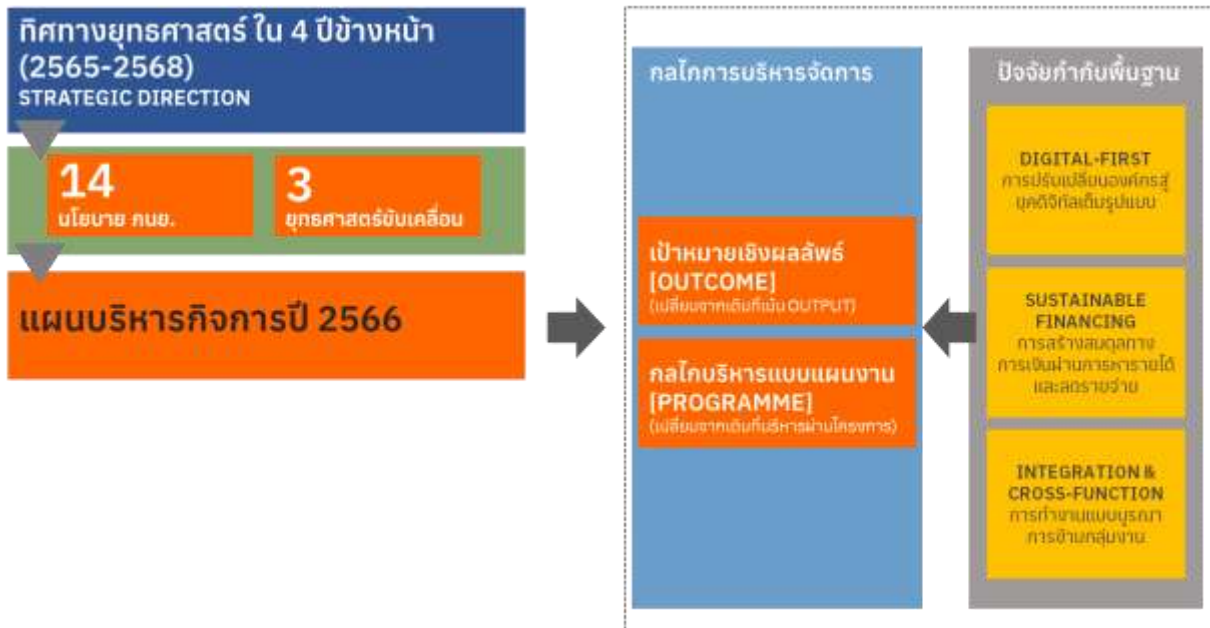 ทิศทางยุทธศาสตร์ ใน 4 ปีข้างหน้า
(2565-2568)
STRATEGIC DIRECTION
14
นโยบาย กนย.
3
ยุทธศาสตร์ขับเคลื่อน
แผนบริหารกิจการปี 2566
กลไกการบริหารจัดการ
เป้าหมายเชิงผลลัพธ์
[OUTCOME]
(เปลี่ยนจากเดิมที่เน้น OUTPUT)
กลไกบริหารแบบแผนงาน
[PROGRAMME]
(เปลี่ยนจากเดิมที่บริหารผ่านโครงการ)
ปัจจัยกำกับพื้นฐาน
DIGITAL-FIRST
การปรับเปลี่ยนองค์กรสู่
ยุคดิจิทัลเต็มรูปแบบ
SUSTAINABLE
FINANCING
การสร้างสมดุลทาง
การเงินผ่านการหารายได้
และลดรายจ่าย
INTEGRATION &
CROSS-FUNCTION
การทำงานแบบบูรณา
การข้ามกลุ่มงาน